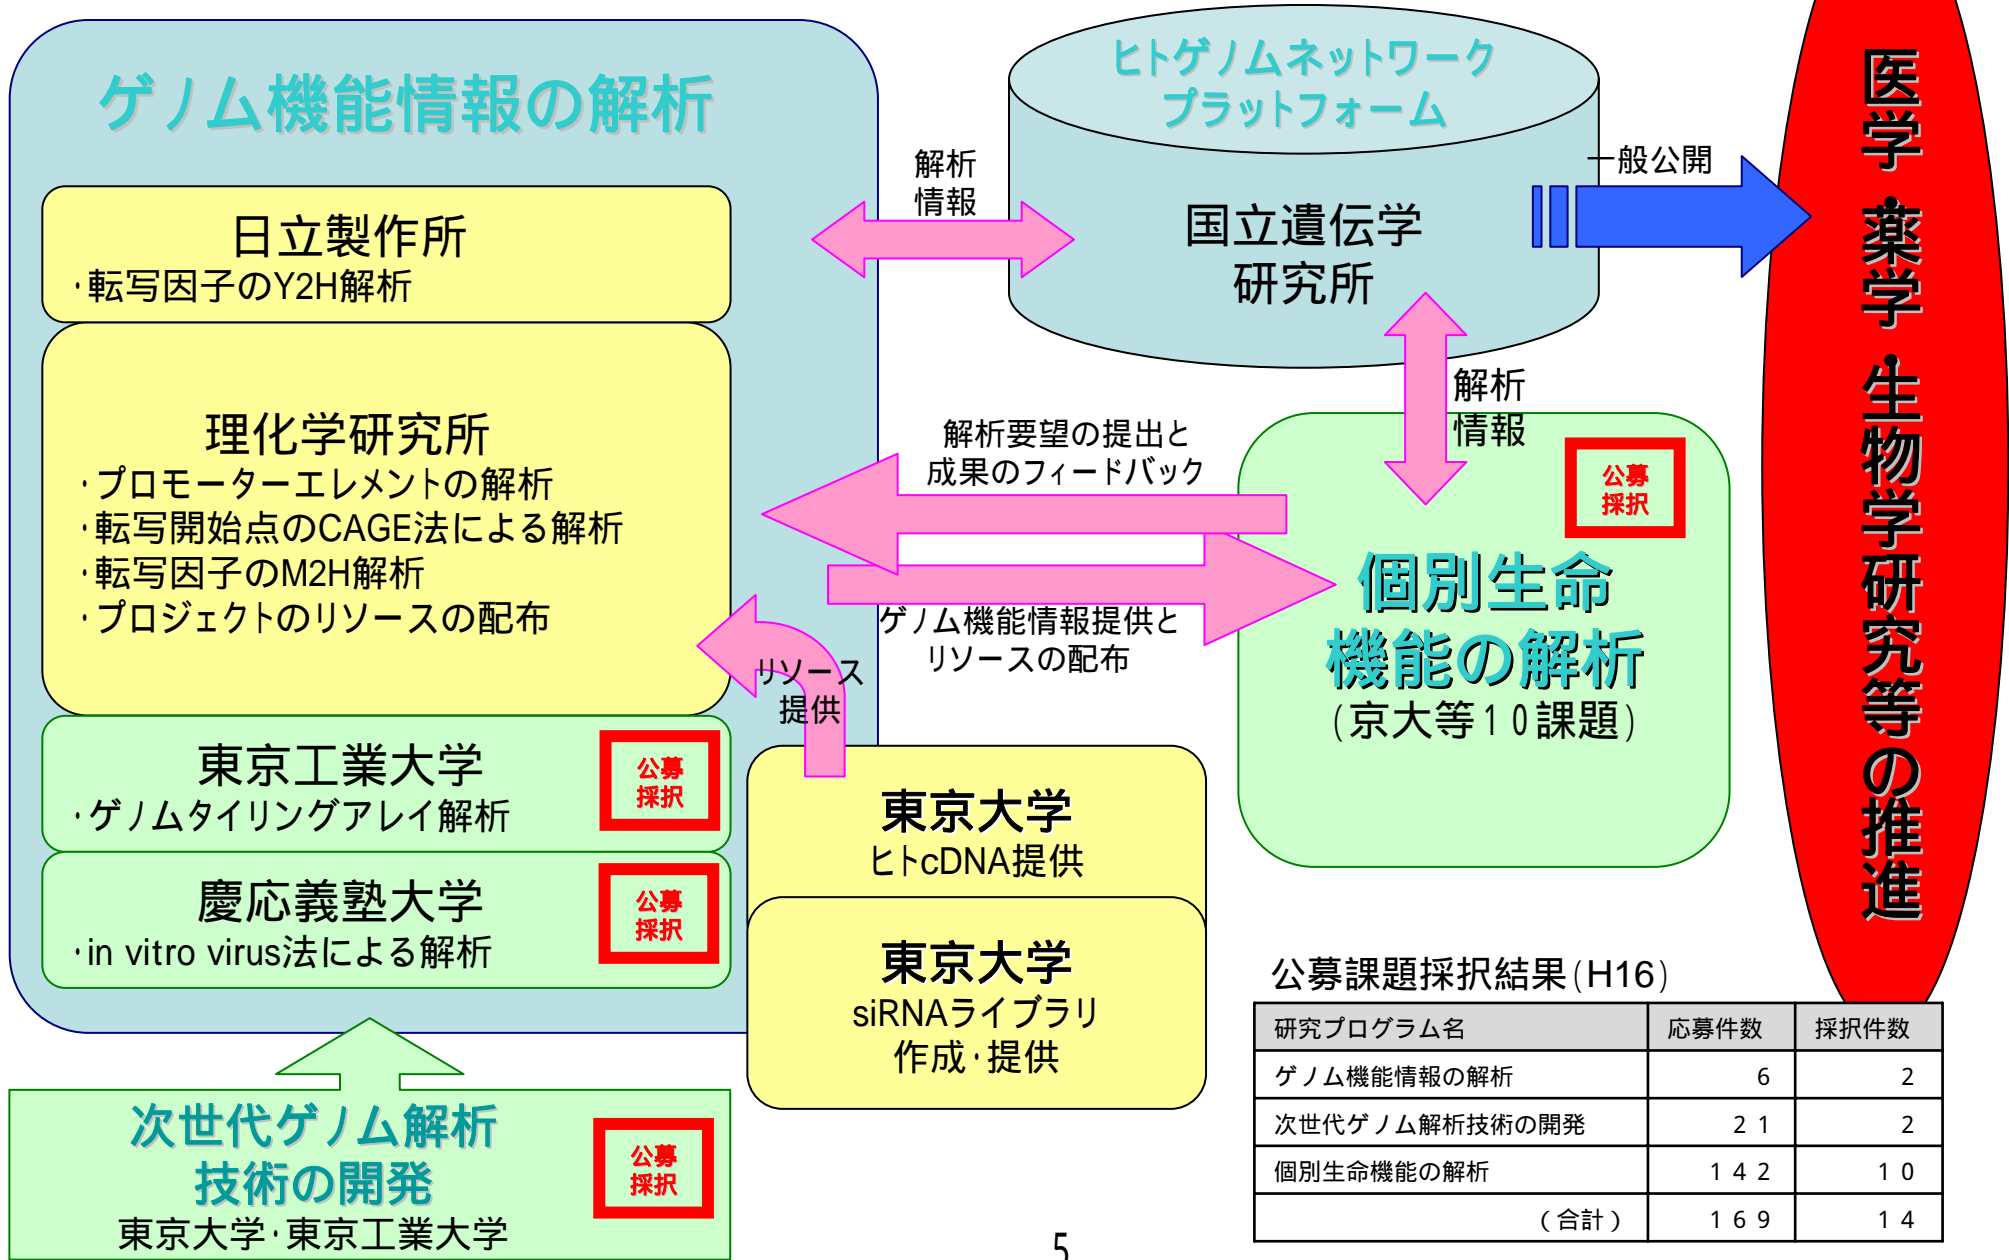 ゲノム機能情報の解析
日立製作所
・転写因子のY2H解析
理化学研究所
・プロモーターエレメントの解析
・転写開始点のCAGE法による解析
・転写因子のM2H解析
・プロジェクトのリソースの配布
東京工業大学
・ゲノムタイリングアレイ解析
公募
採択
慶応義塾大学
・in vitro virus法による解析
公募
採択
次世代ゲノム解析
技術の開発
東京大学・東京工業大学
公募
採択
ヒトゲノムネットワーク
プラットフォーム
国立遺伝学
研究所
解析
情報
一般公開
解析
情報
解析要望の提出と
成果のフィードバック
ゲノム機能情報提供と
リソースの配布
リソース
提供
東京大学
ヒトcDNA提供
東京大学
siRNAライブラリ
作成・提供
公募
採択
個別生命
機能の解析
(京大等10課題)
医学・薬学・生物学研究等の推進
公募課題採択結果(H16)
研究プログラム名 応募件数 採択件数
ゲノム機能情報の解析 6 2
次世代ゲノム解析技術の開発 21 2
個別生命機能の解析 142 10
(合計) 169 14
5